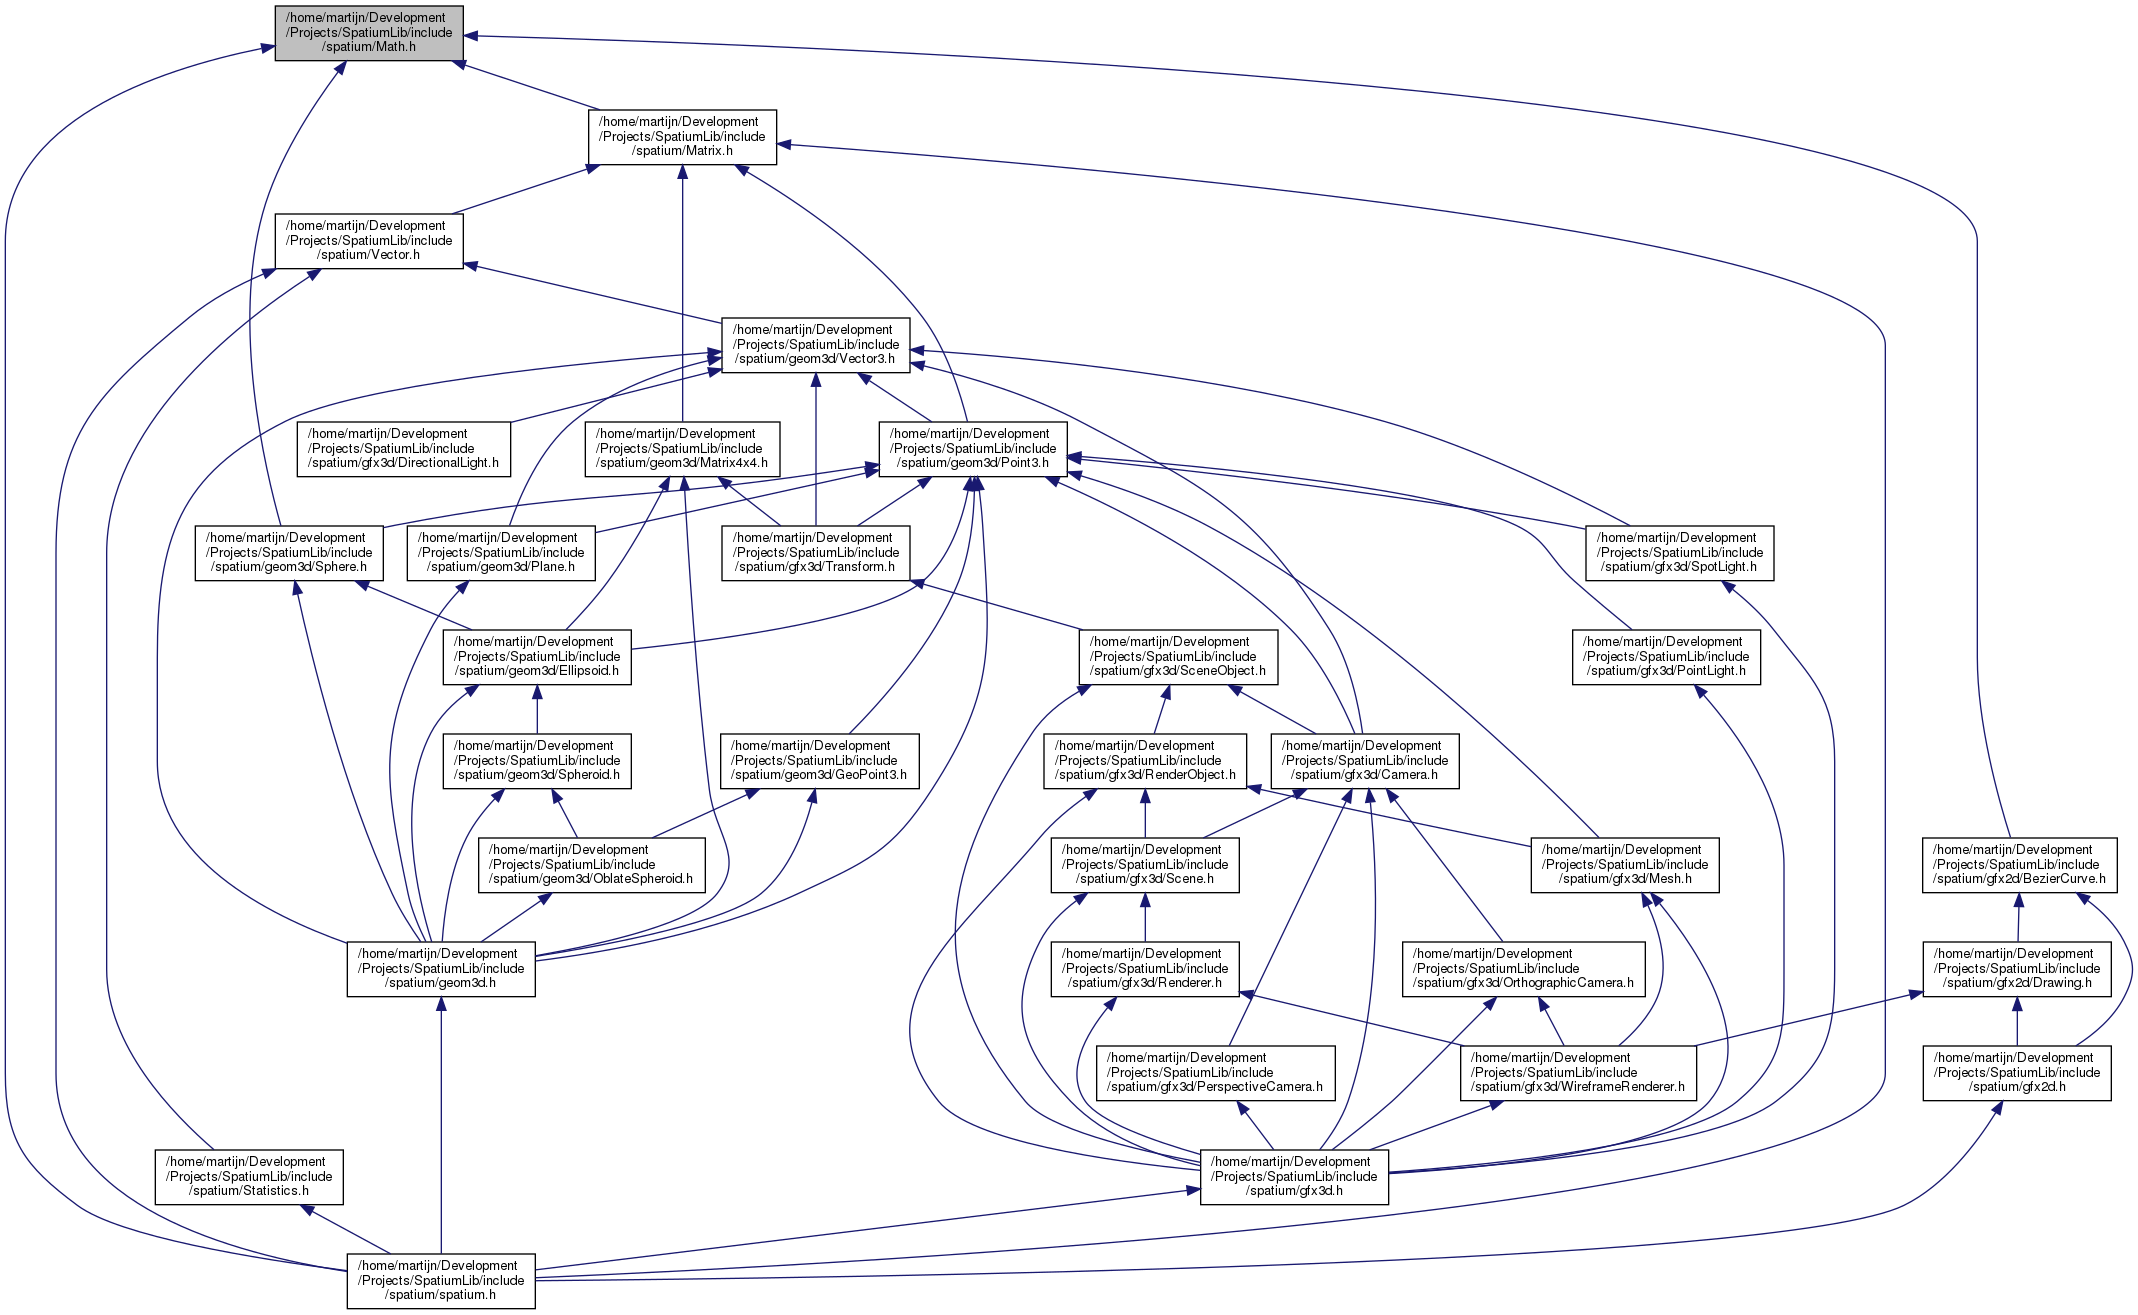 /home/martijn/Development
/Projects/SpatiumLib/include
/spatium/Math.h
/home/martijn/Development
/Projects/SpatiumLib/include
/spatium/Matrix.h
/home/martijn/Development
/Projects/SpatiumLib/include
/spatium/Vector.h
/home/martijn/Development
/Projects/SpatiumLib/include
/spatium/geom3d/Vector3.h
/home/martijn/Development
/Projects/SpatiumLib/include
/spatium/gfx3d/DirectionalLight.h
/home/martijn/Development
/Projects/SpatiumLib/include
/spatium/geom3d/Matrix4x4.h
/home/martijn/Development
/Projects/SpatiumLib/include
/spatium/geom3d/Point3.h
/home/martijn/Development
/Projects/SpatiumLib/include
/spatium/geom3d/Sphere.h
/home/martijn/Development
/Projects/SpatiumLib/include
/spatium/geom3d/Plane.h
/home/martijn/Development
/Projects/SpatiumLib/include
/spatium/gfx3d/Transform.h
/home/martijn/Development
/Projects/SpatiumLib/include
/spatium/gfx3d/SpotLight.h
/home/martijn/Development
/Projects/SpatiumLib/include
/spatium/geom3d/Ellipsoid.h
/home/martijn/Development
/Projects/SpatiumLib/include
/spatium/gfx3d/SceneObject.h
/home/martijn/Development
/Projects/SpatiumLib/include
/spatium/gfx3d/PointLight.h
/home/martijn/Development
/Projects/SpatiumLib/include
/spatium/geom3d/Spheroid.h
/home/martijn/Development
/Projects/SpatiumLib/include
/spatium/geom3d/GeoPoint3.h
/home/martijn/Development
/Projects/SpatiumLib/include
/spatium/gfx3d/RenderObject.h
/home/martijn/Development
/Projects/SpatiumLib/include
/spatium/gfx3d/Camera.h
/home/martijn/Development
/Projects/SpatiumLib/include
/spatium/geom3d/OblateSpheroid.h
/home/martijn/Development
/Projects/SpatiumLib/include
/spatium/gfx3d/Scene.h
/home/martijn/Development
/Projects/SpatiumLib/include
/spatium/gfx3d/Mesh.h
/home/martijn/Development
/Projects/SpatiumLib/include
/spatium/gfx2d/BezierCurve.h
/home/martijn/Development
/Projects/SpatiumLib/include
/spatium/geom3d.h
/home/martijn/Development
/Projects/SpatiumLib/include
/spatium/gfx3d/Renderer.h
/home/martijn/Development
/Projects/SpatiumLib/include
/spatium/gfx3d/OrthographicCamera.h
/home/martijn/Development
/Projects/SpatiumLib/include
/spatium/gfx2d/Drawing.h
/home/martijn/Development
/Projects/SpatiumLib/include
/spatium/gfx3d/PerspectiveCamera.h
/home/martijn/Development
/Projects/SpatiumLib/include
/spatium/gfx3d/WireframeRenderer.h
/home/martijn/Development
/Projects/SpatiumLib/include
/spatium/gfx2d.h
/home/martijn/Development
/Projects/SpatiumLib/include
/spatium/Statistics.h
/home/martijn/Development
/Projects/SpatiumLib/include
/spatium/gfx3d.h
/home/martijn/Development
/Projects/SpatiumLib/include
/spatium/spatium.h